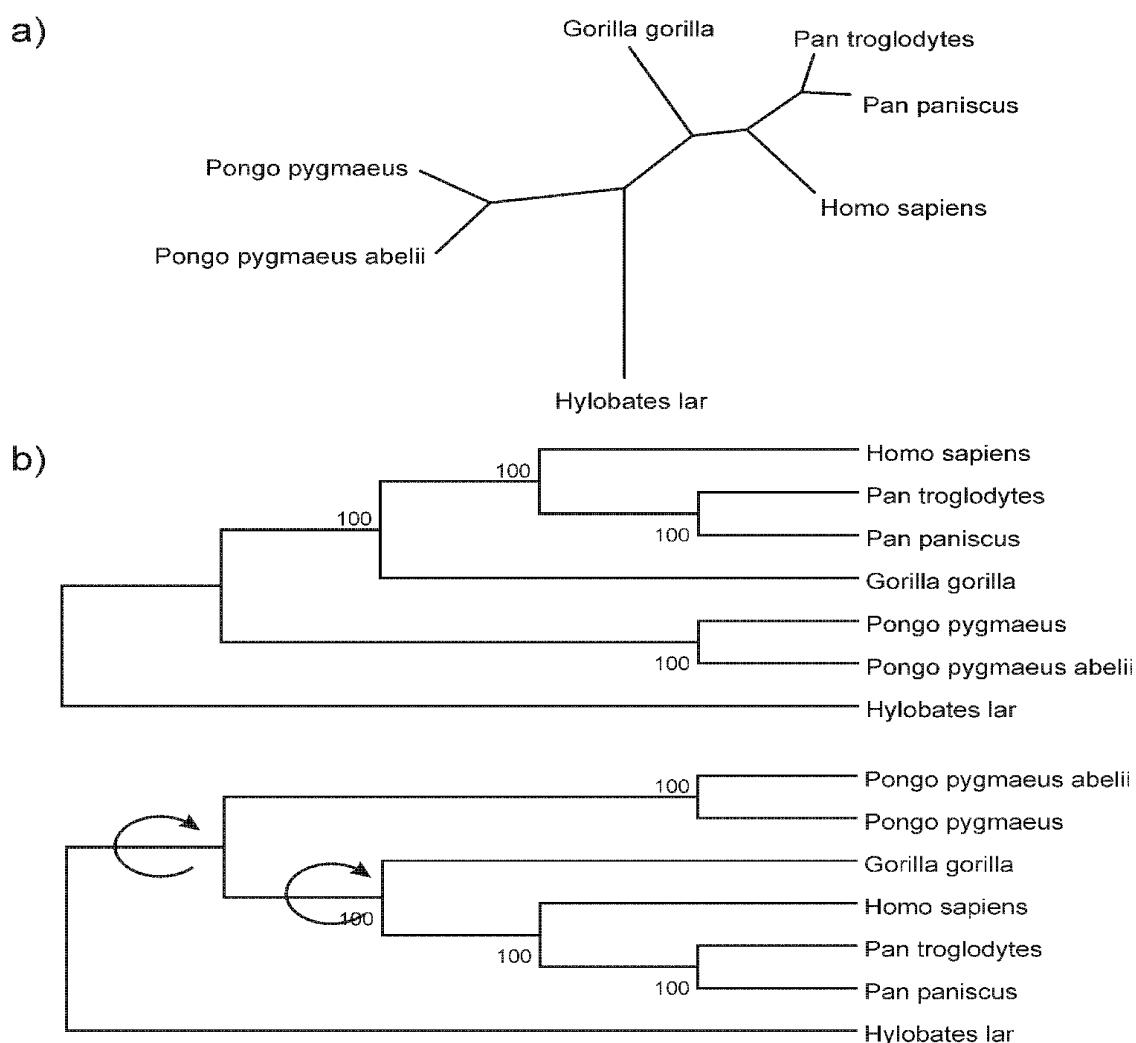 a)
Gorilla gorilla
Pan troglodytes
Pan paniscus
Pongo pygmaeus
Homo sapiens
Pongo pygmaeus abelii
Hylobates lar
b)
Homo sapiens
100
Pan troglodytes
100
100
Pan paniscus
Gorilla gorilla
Pongo pygmaeus
100
Pongo pygmaeus abelii
Hylobates lar
Pongo pygmaeus abelii
100
Pongo pygmaeus
Gorilla gorilla
100
Homo sapiens
100
Pan troglodytes
100
Pan paniscus
Hylobates lar